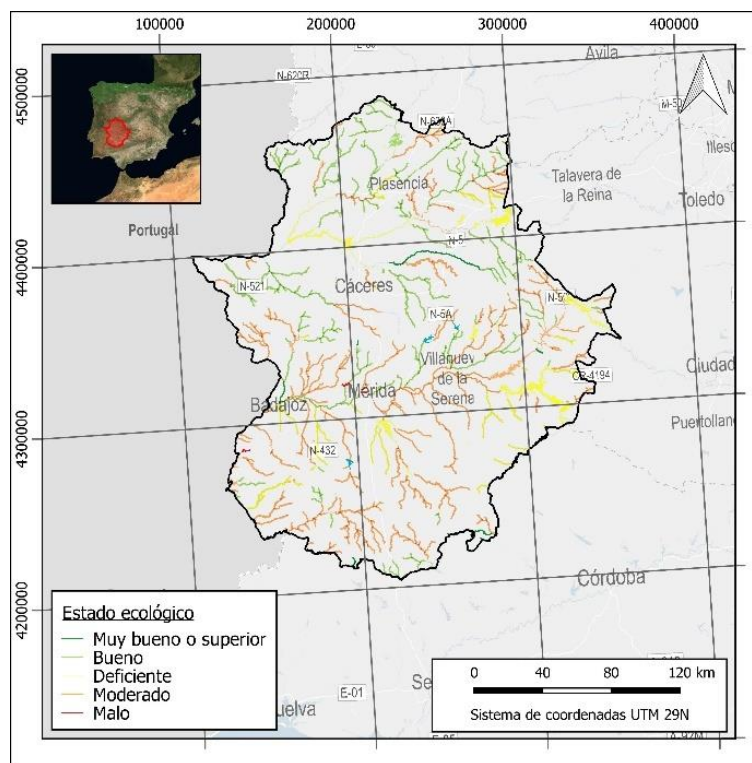 100000
200000
300000
400000
4500000
4400000
4300000
4200000
Avila
N-620R
Plasencia
Talavera de
la Reina
Toledo
Portugal
N-5
Cáceres
N-521
N-5A
Villanuev
de la
Serena
Mérida
Badajoz
CR-4194
Ciudad
Puertollano
N-432
Córdoba
E-01
Estado ecológico
Muy bueno o superior
Bueno
Deficiente
Moderado
Malo
0
40
80
120 km
Sistema de coordenadas UTM 29N